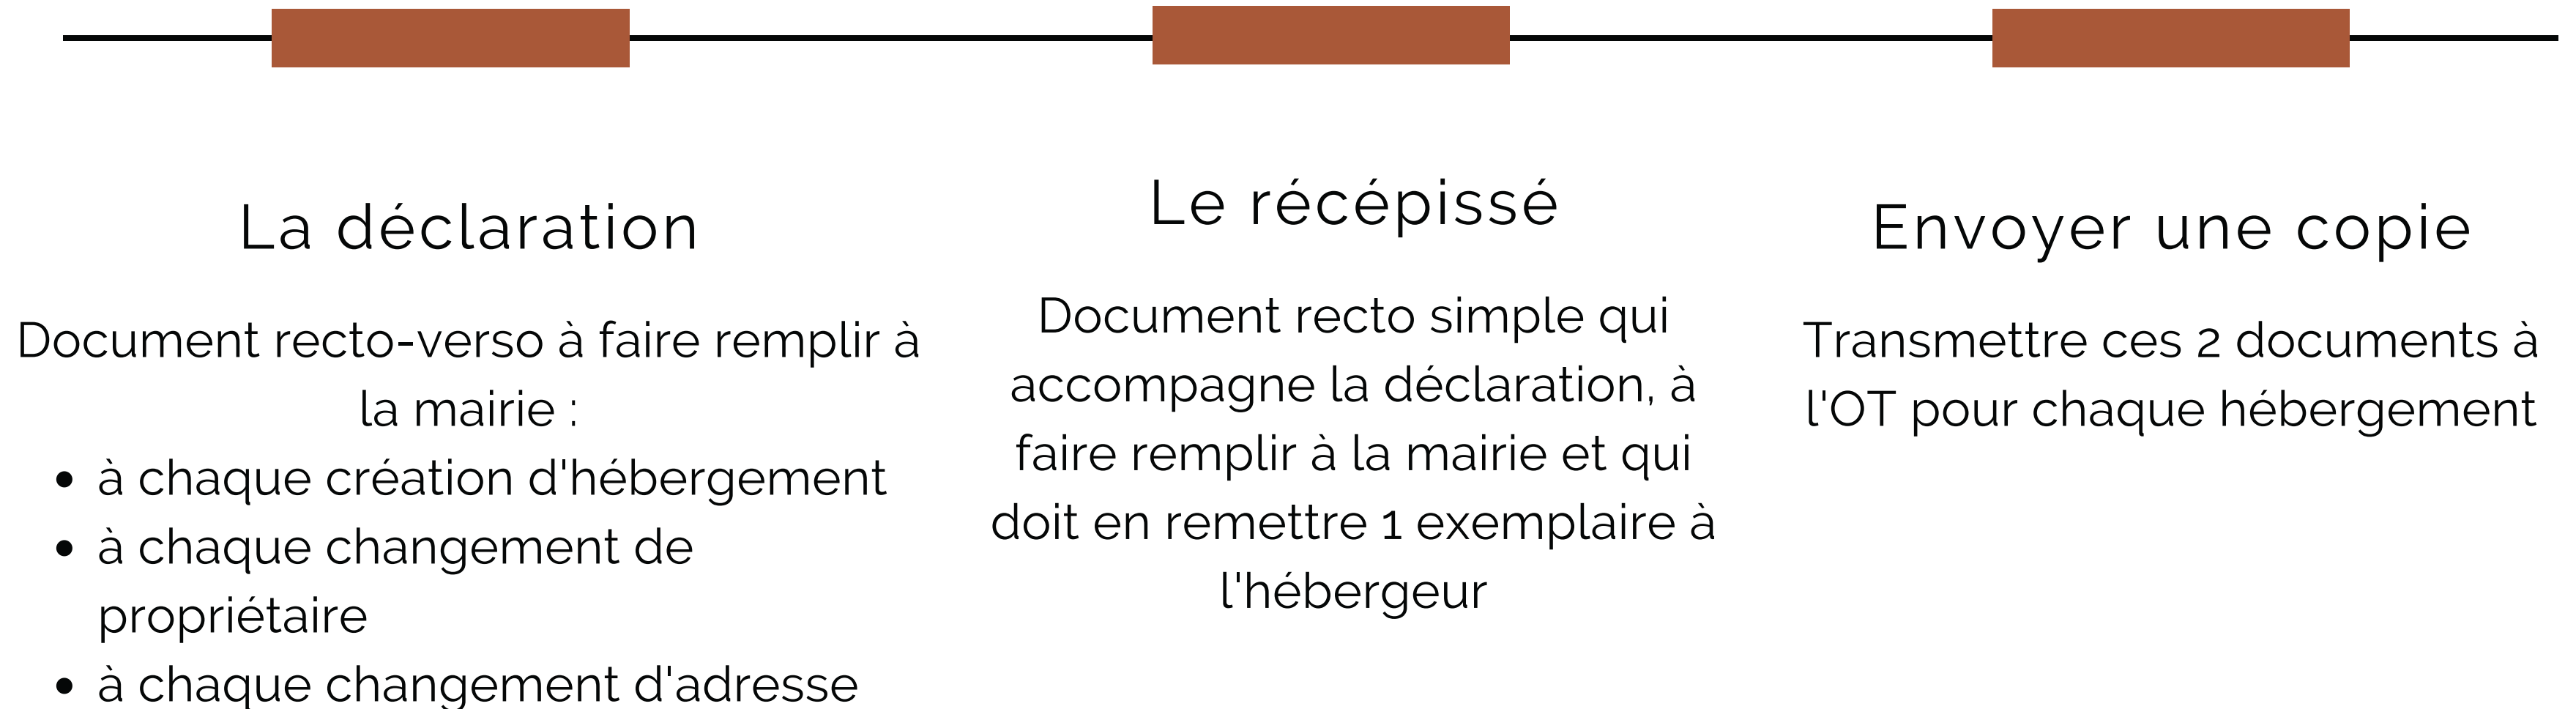 La déclaration
Document recto-verso à faire remplir à
la mairie :
• à chaque création d'hébergement
• à chaque changement de
propriétaire
• à chaque changement d'adresse
Le récépissé
Document recto simple qui
accompagne la déclaration, à
faire remplir à la mairie et qui
doit en remettre 1 exemplaire à
l'hébergeur
Envoyer une copie
Transmettre ces 2 documents à
l'OT pour chaque hébergement